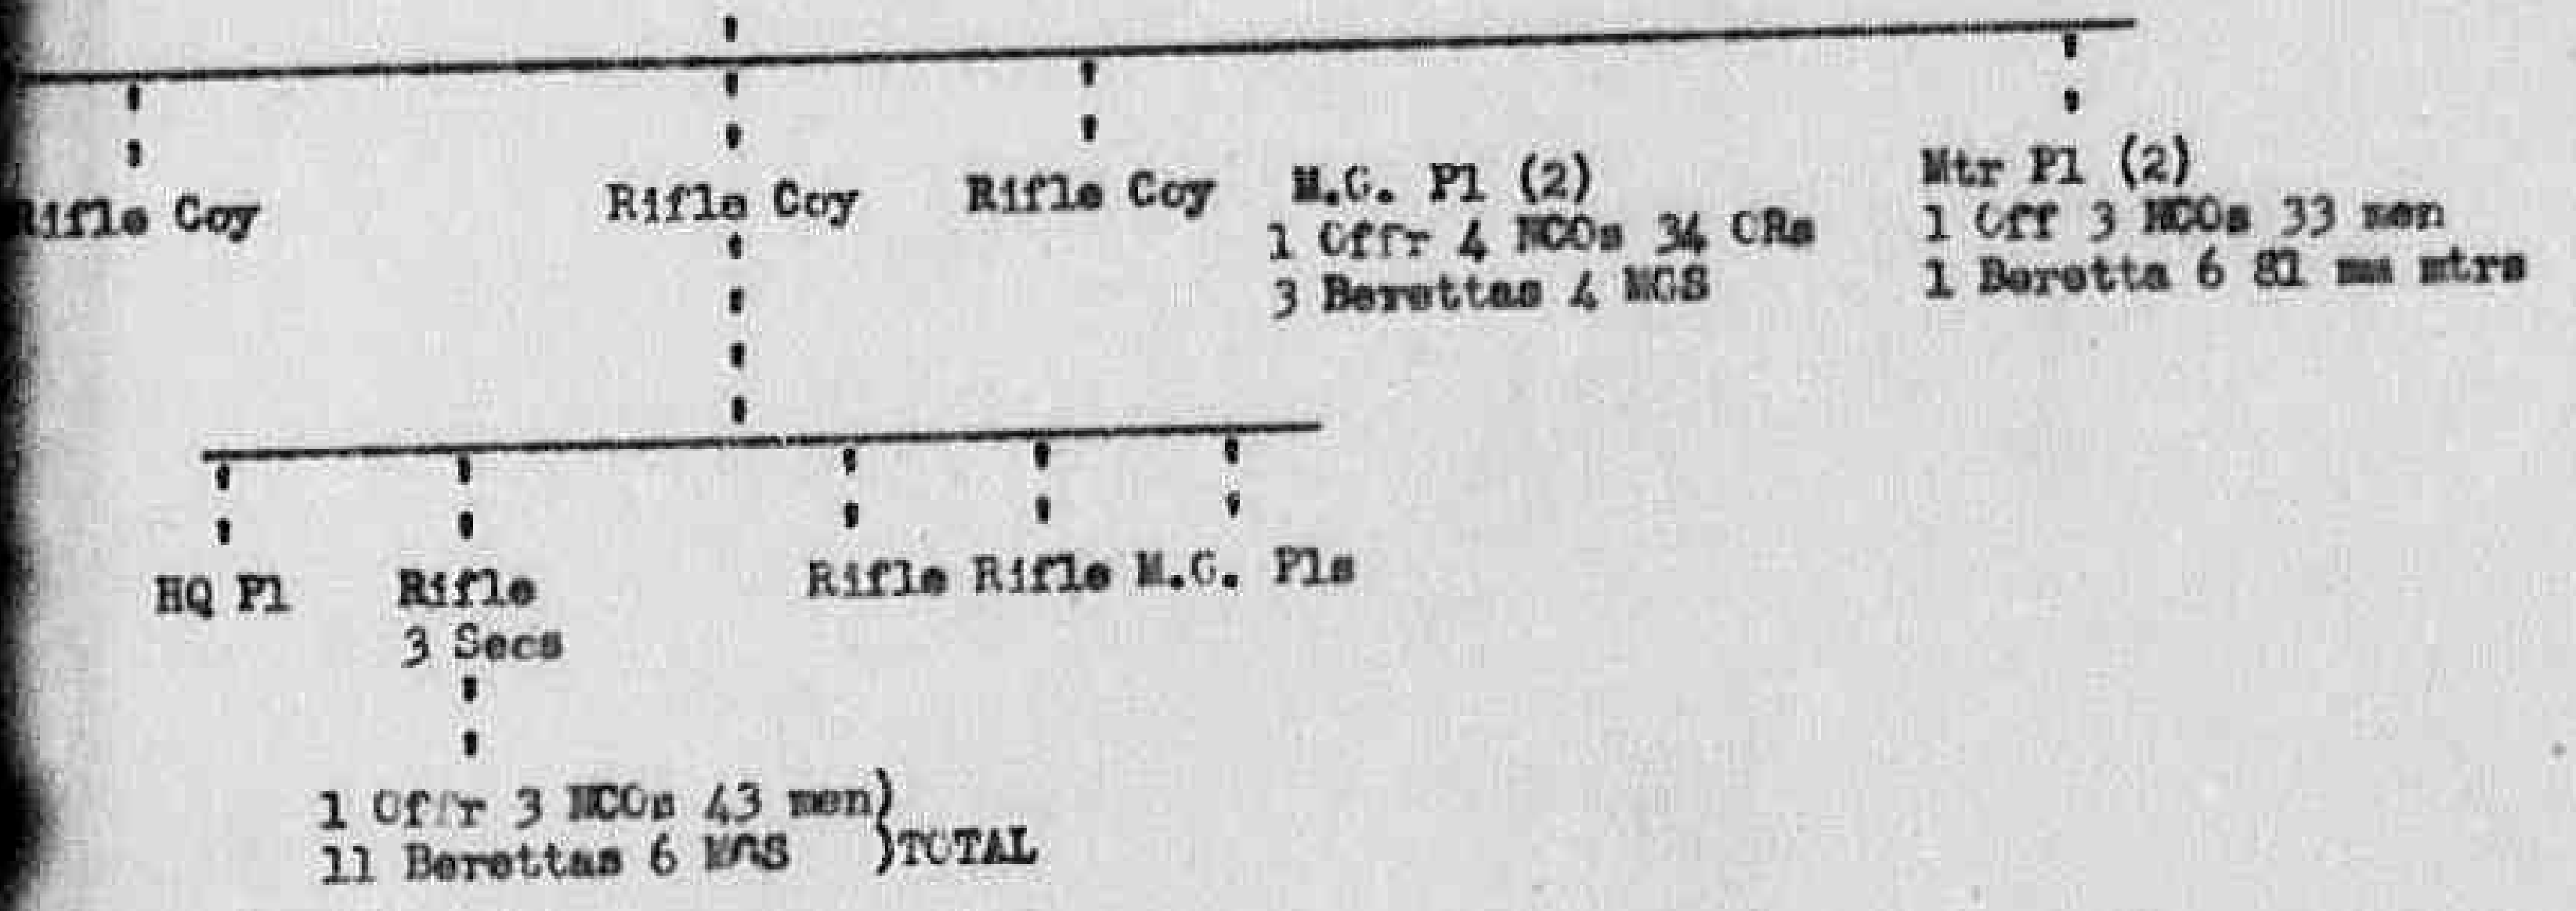 Rifle Coy
Rifle Coy
Rifle Coy
M.G. Pl (2)
1 Offr 4 NCOs 34 ORs
3 Berettas 4 MGS
Mtr Pl (2)
1 Off 3 NCOs 33 men
1 Beretta 6 81 mm mtrs
HQ Pl
Rifle
3 Secs
Rifle Rifle M.G. Pls
1 Offr 3 NCOs 43 men)
11 Berettas 6 MGS )TOTAL